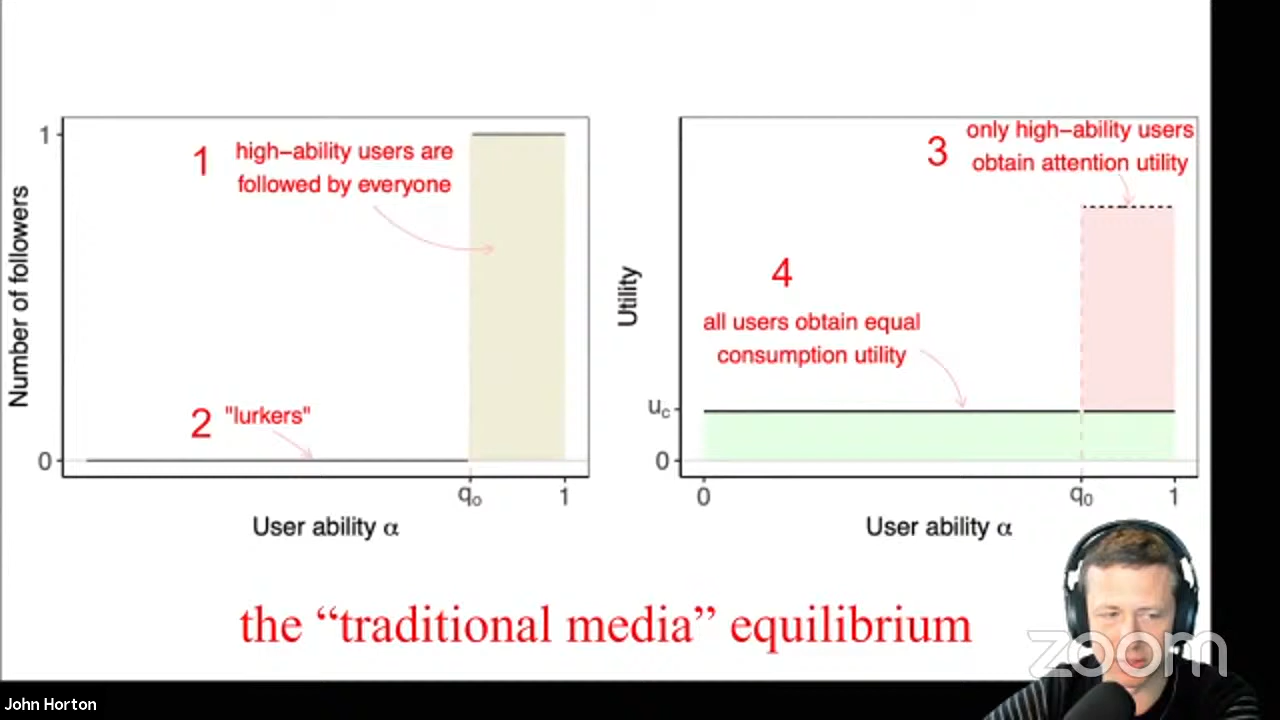 1
1
high−ability users are
followed by everyone
2
"lurkers"
Number of followers
0
qo
1
User ability α
3
only high−ability users
obtain attention utility
4
all users obtain equal
consumption utility
Utility
uc
0
0
q0
1
User ability α
the “traditional media” equilibrium
zoom
John Horton